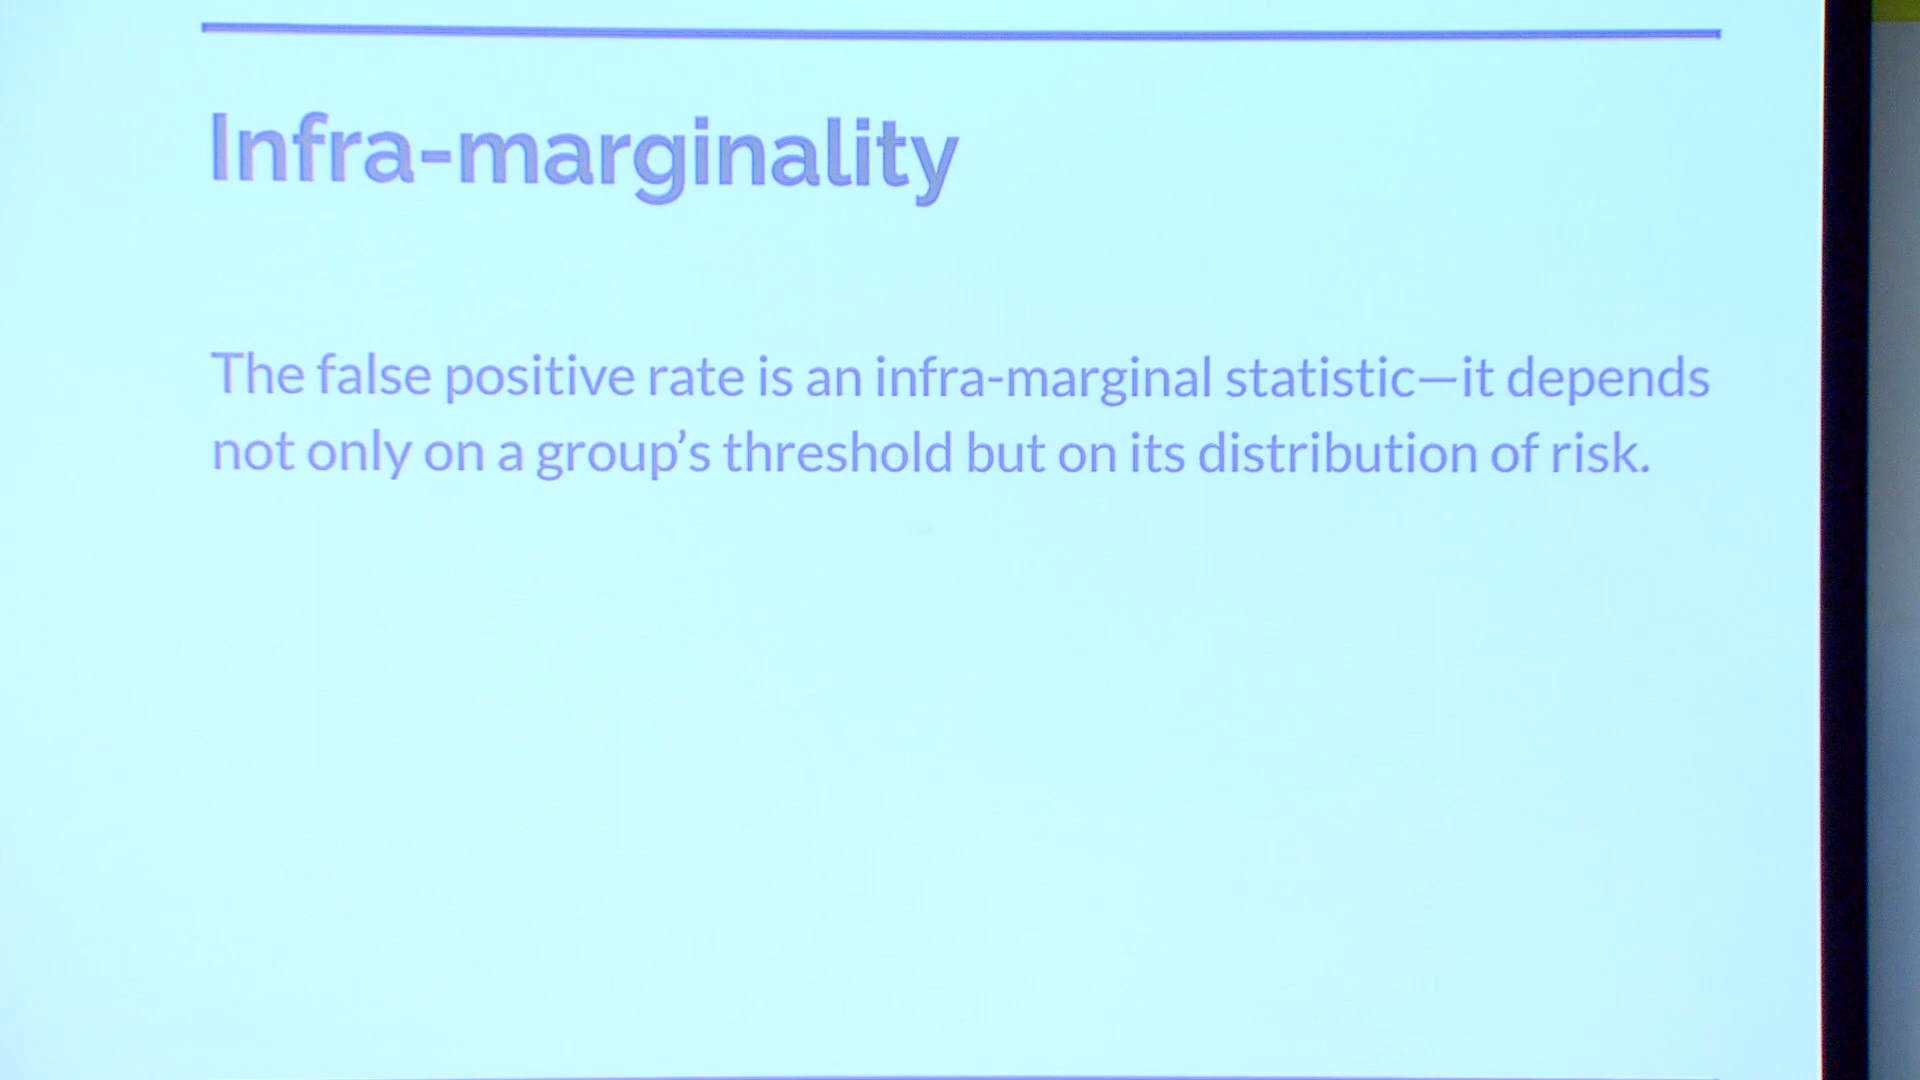 Infra-marginality
The false positive rate is an infra-marginal statistic—it depends
not only on a group’s threshold but on its distribution of risk.